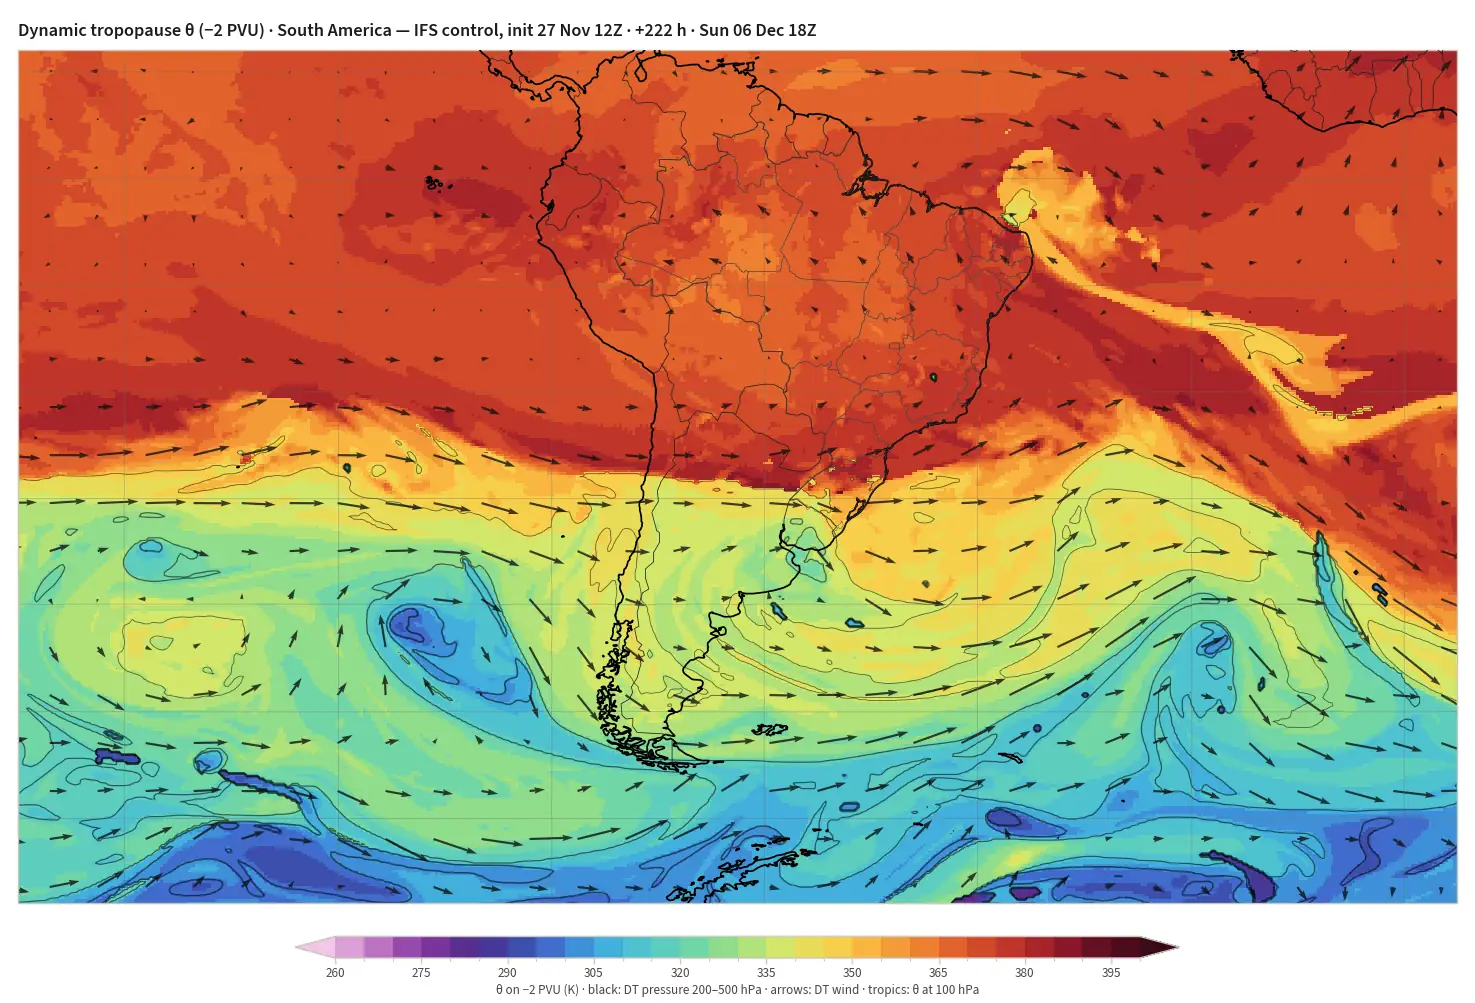 Dynamic tropopause θ (−2 PVU) · South America — IFS control, init 27 Nov 12Z · +222 h · Sun 06 Dec 18Z
260 275 290 305 320 335 350 365 380 395
θ on −2 PVU (K) · black: DT pressure 200–500 hPa · arrows: DT wind · tropics: θ at 100 hPa